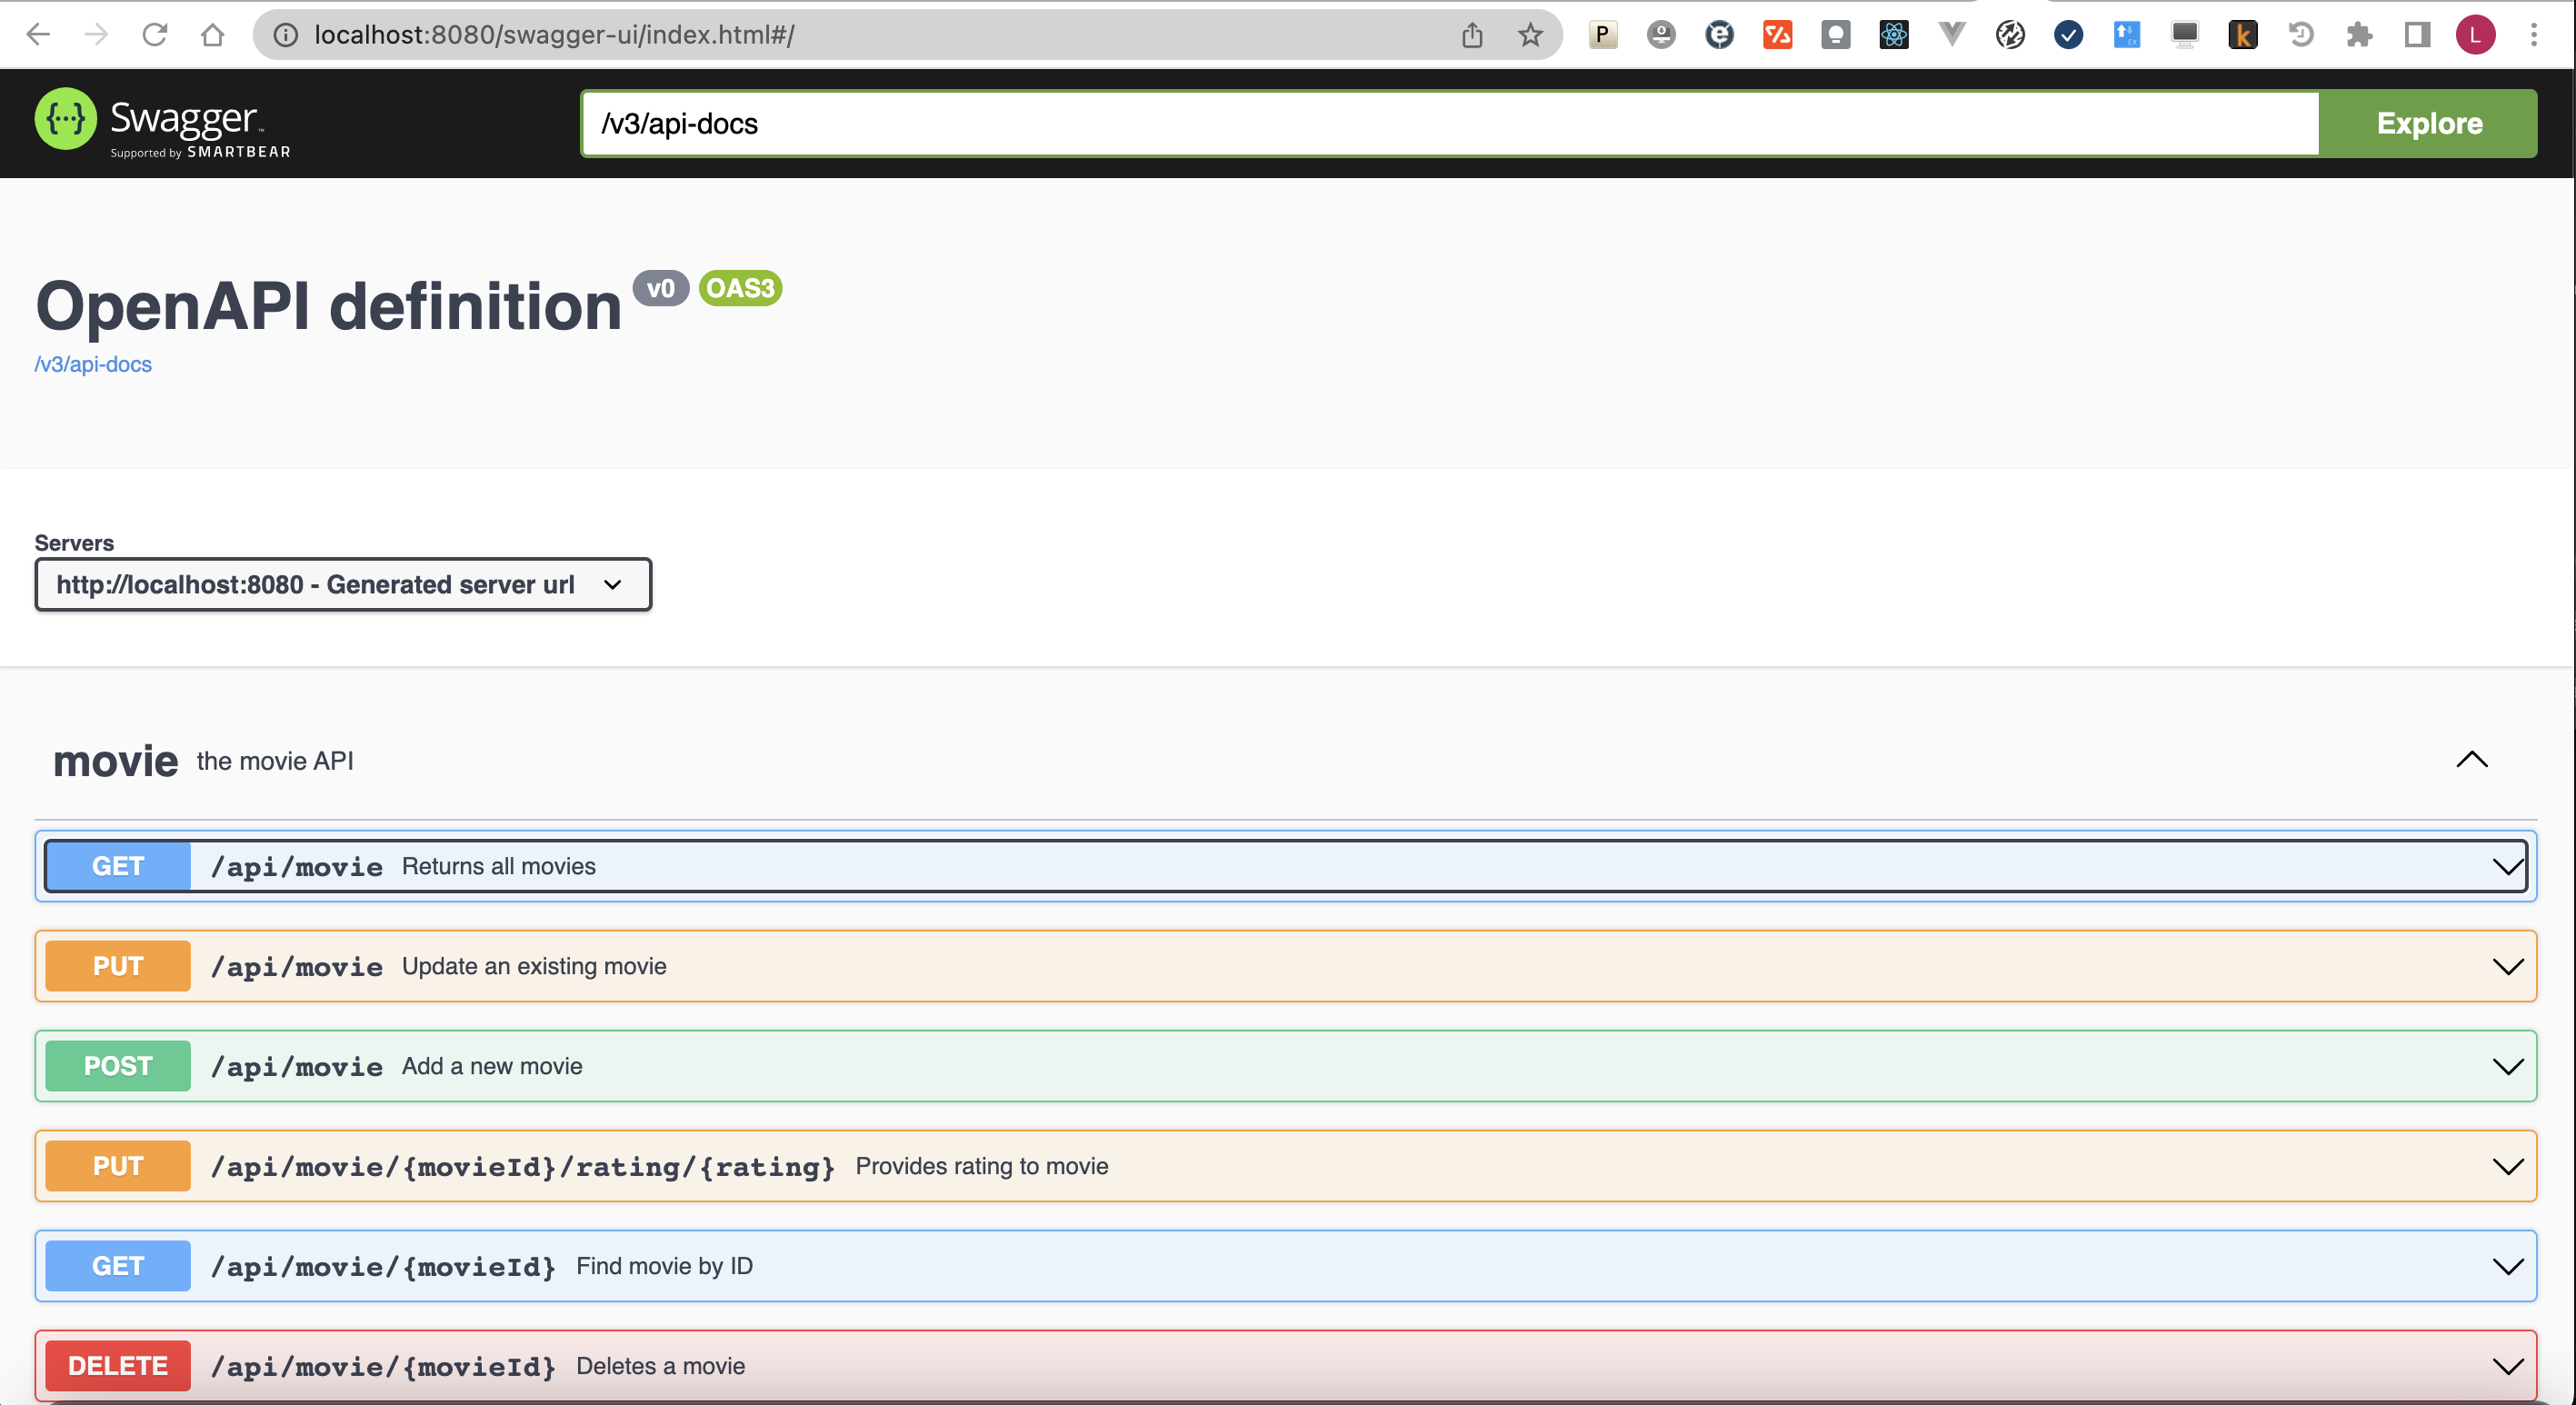 localhost:8080/swagger-ui/index.html#/
P
L
Swagger™
Supported by SMARTBEAR
/v3/api-docs
Explore
OpenAPI definition v0 OAS3
/v3/api-docs
Servers
http://localhost:8080 - Generated server url
movie the movie API
GET /api/movie Returns all movies
PUT /api/movie Update an existing movie
POST /api/movie Add a new movie
PUT /api/movie/{movieId}/rating/{rating} Provides rating to movie
GET /api/movie/{movieId} Find movie by ID
DELETE /api/movie/{movieId} Deletes a movie